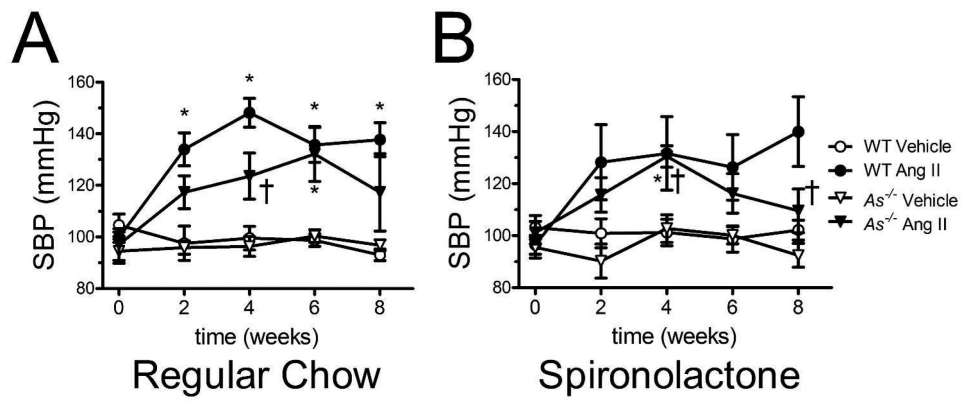 A
SBP (mmHg)
160
140
120
100
80
* * * *
†
*
0 2 4 6 8
time (weeks)
Regular Chow
B
SBP (mmHg)
160
140
120
100
80
*†
†
0 2 4 6 8
time (weeks)
Spironolactone
WT Vehicle
WT Ang II
As-/- Vehicle
As-/- Ang II